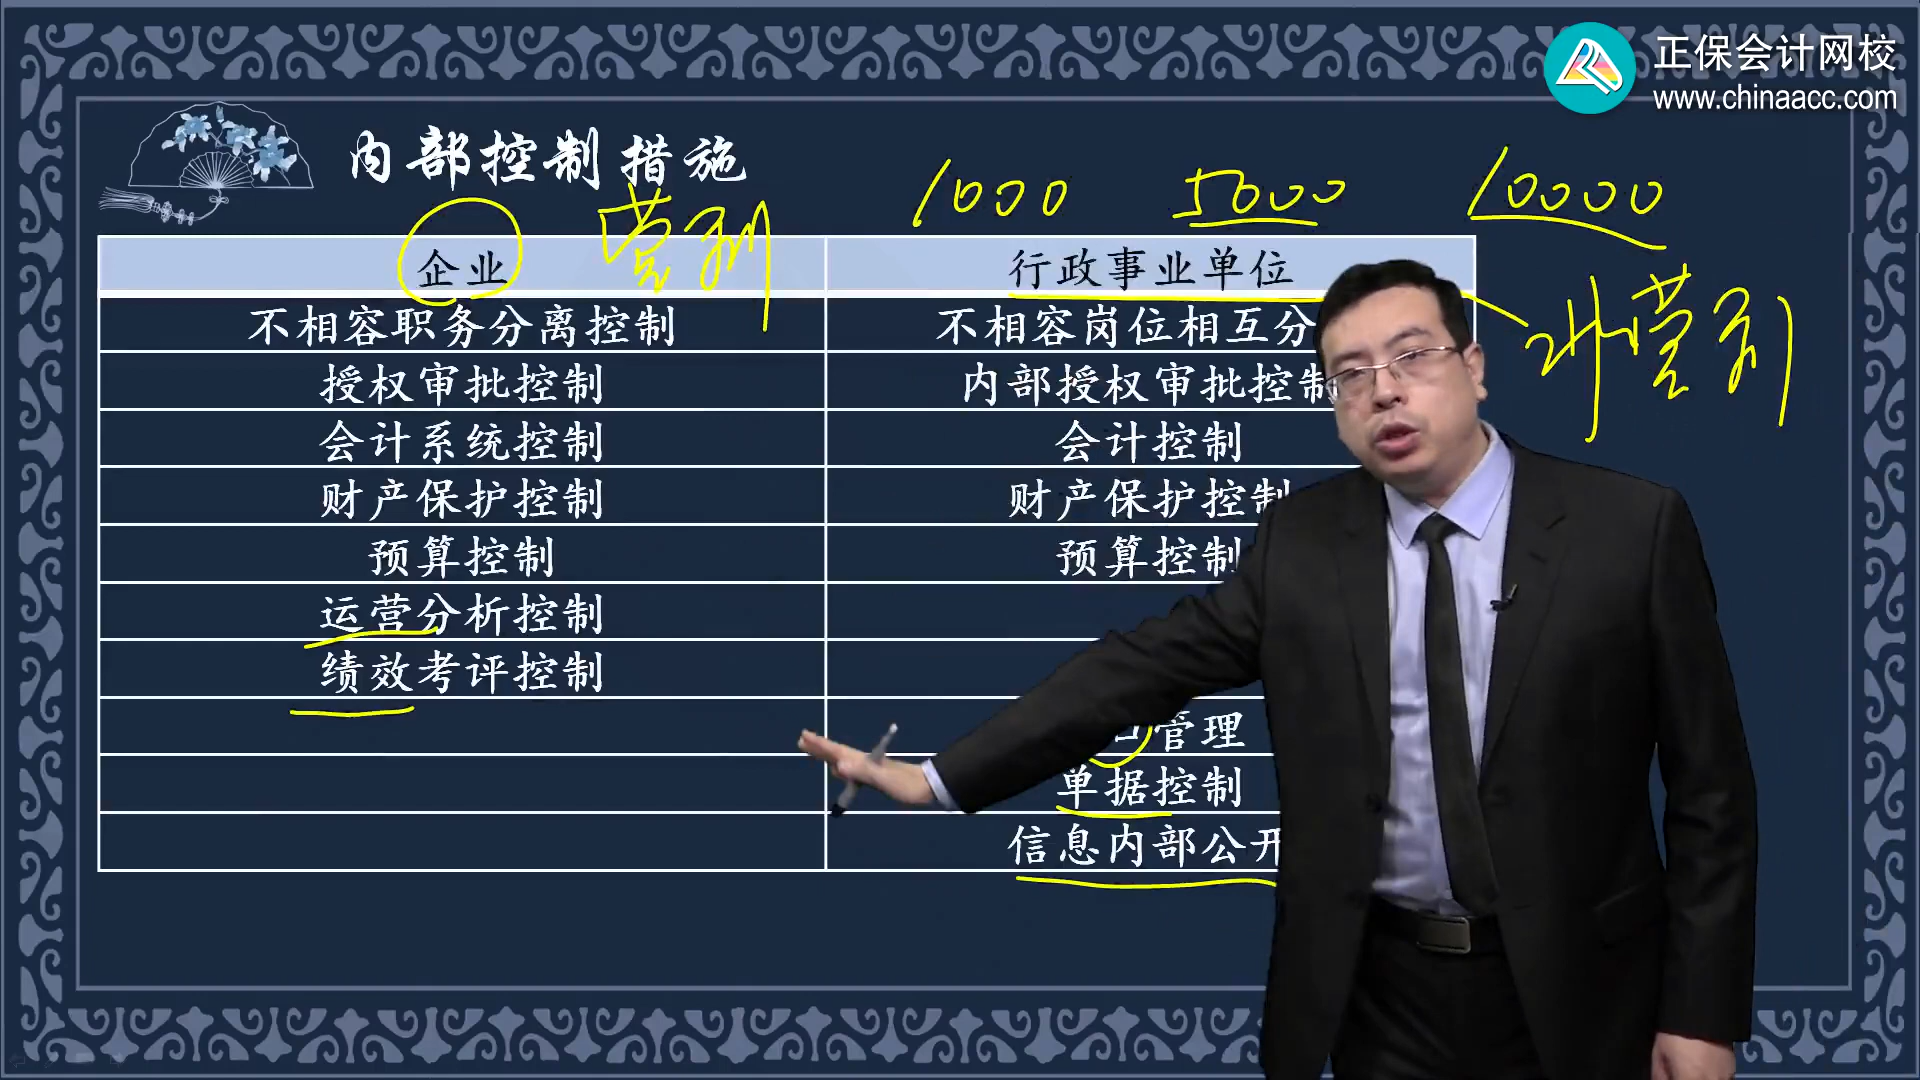 正保会计网校
www.chinaacc.com
内部控制措施
1000 5000 10000
企业 营利 行政事业单位
非营利
不相容职务分离控制 不相容岗位相互分
授权审批控制 内部授权审批控制
会计系统控制 会计控制
财产保护控制 财产保护控制
预算控制 预算控制
运营分析控制
绩效考评控制
口管理
单据控制
信息内部公开